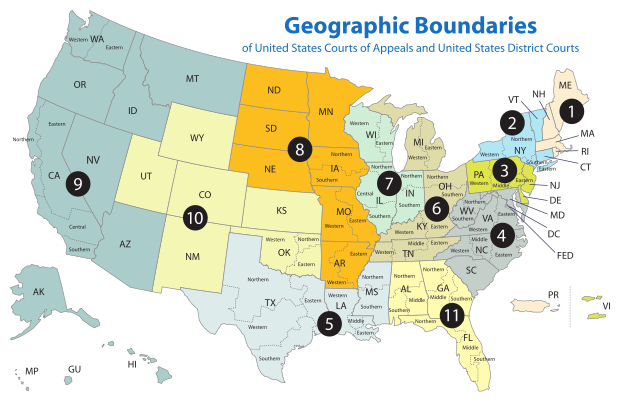 Geographic Boundaries
of United States Courts of Appeals and United States District Courts
Western
WA
Eastern
MT
ND
MN
ME
NH
VT
1
2
OR
ID
SD
8
WI
Western
Eastern
MI
Western
Eastern
Northern
NY
Western
Southern
Eastern
MA
RI
CT
Northern
Eastern
WY
NE
IA
Northern
Southern
7
Northern
IL
Central
Southern
IN
Northern
Southern
OH
Northern
Southern
PA
Western
Middle
Eastern
3
NJ
DE
MD
DC
FED
NV
CA
9
Central
Southern
UT
CO
10
KS
MO
Western
Eastern
6
KY
Western
Eastern
WV
Northern
Southern
VA
Western
Eastern
4
AZ
NM
OK
Western
Northern
Eastern
AR
Western
Eastern
TN
Western
Middle
Eastern
NC
Western
Middle
Eastern
SC
TX
Northern
Western
Eastern
Southern
5
LA
Western
Middle
Eastern
MS
Northern
Southern
AL
Northern
Middle
Southern
GA
Northern
Middle
Southern
11
FL
Northern
Middle
Southern
AK
HI
MP
GU
PR
VI